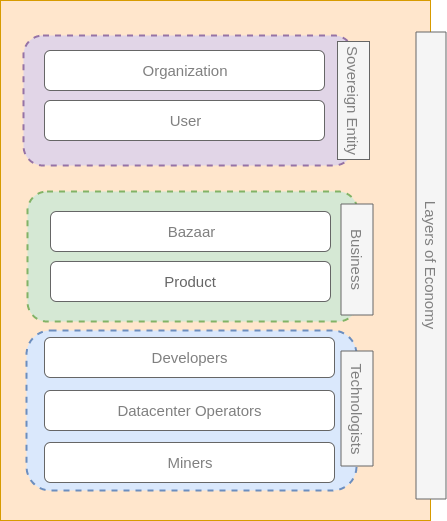 Organization
User
Sovereign Entity
Bazaar
Product
Business
Developers
Datacenter Operators
Miners
Technologists
Layers of Economy